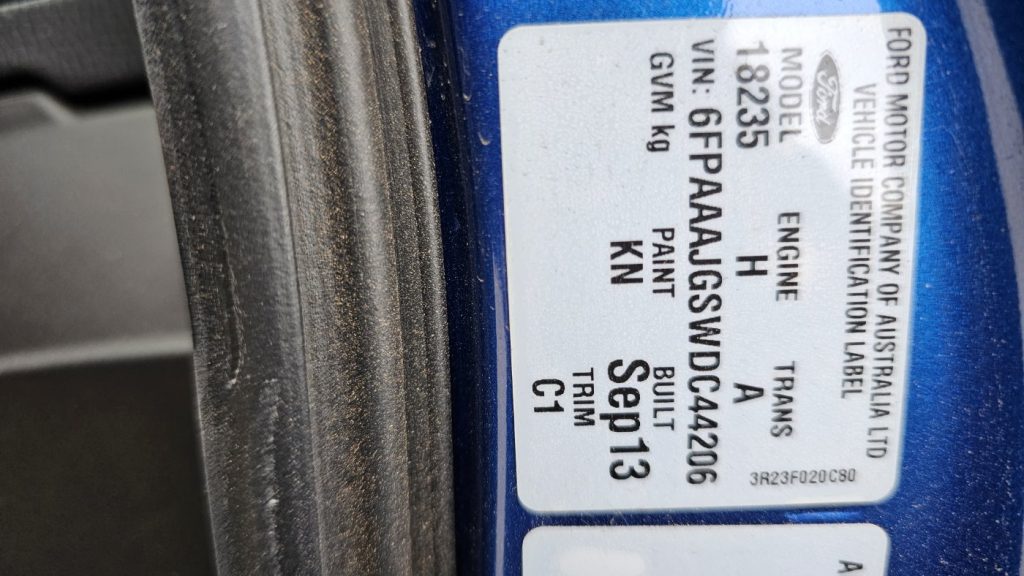 FORD MOTOR COMPANY OF AUSTRALIA LTD
VEHICLE IDENTIFICATION LABEL
Ford
3R23F020C80
MODEL ENGINE TRANS
18235 H A
VIN: 6FPAAAJGSWDC44206
GVM kg PAINT BUILT
KN Sep13
TRIM
C1
A